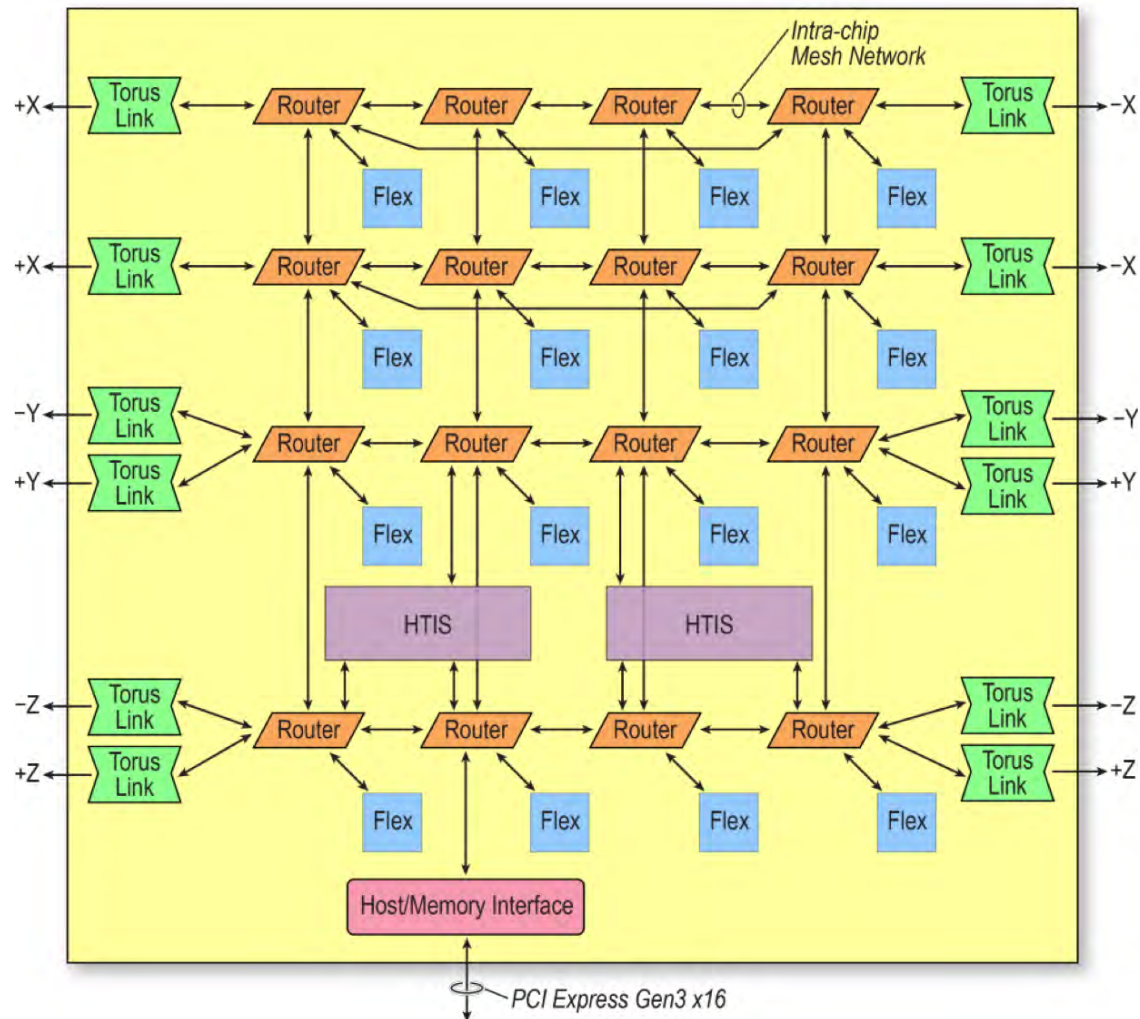 Intra-chip
Mesh Network
+X
Torus
Link
Router
Router
Router
Router
Torus
Link
−X
Flex
Flex
Flex
Flex
+X
Torus
Link
Router
Router
Router
Router
Torus
Link
−X
Flex
Flex
Flex
Flex
−Y
Torus
Link
+Y
Torus
Link
Router
Router
Router
Router
Torus
Link
−Y
Torus
Link
+Y
Flex
Flex
Flex
Flex
HTIS
HTIS
−Z
Torus
Link
+Z
Torus
Link
Router
Router
Router
Router
Torus
Link
−Z
Torus
Link
+Z
Flex
Flex
Flex
Flex
Host/Memory Interface
PCI Express Gen3 x16